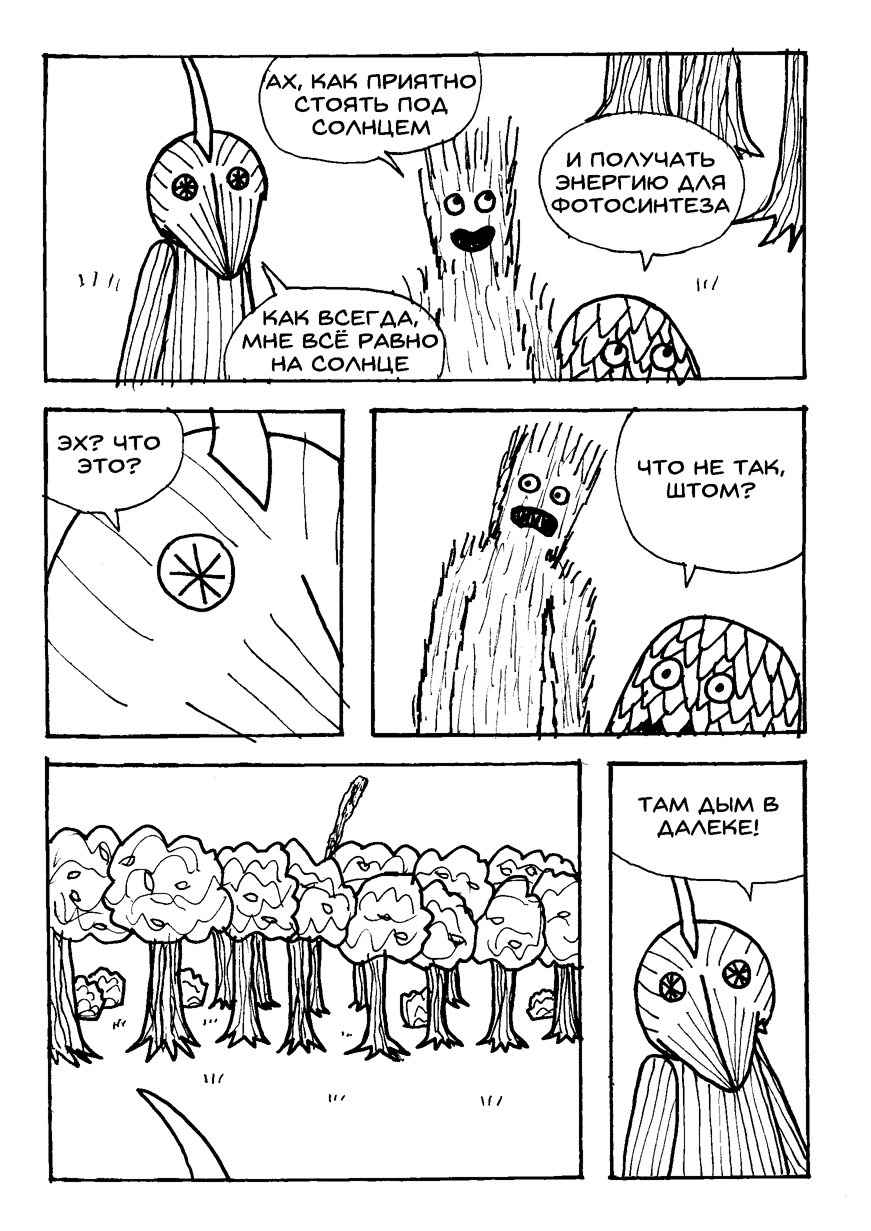 АХ, КАК ПРИЯТНО
СТОЯТЬ ПОД
СОЛНЦЕМ
И ПОЛУЧАТЬ
ЭНЕРГИЮ ДЛЯ
ФОТОСИНТЕЗА
КАК ВСЕГДА,
МНЕ ВСЁ РАВНО
НА СОЛНЦЕ
ЭХ? ЧТО
ЭТО?
ЧТО НЕ ТАК,
ШТОМ?
ТАМ ДЫМ В
ДАЛЕКЕ!